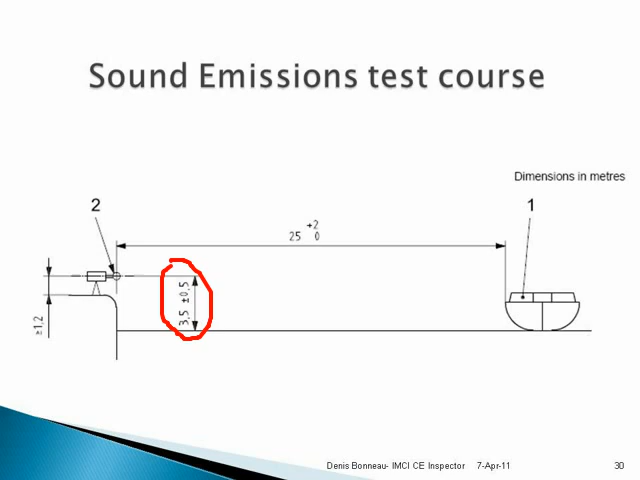 Sound Emissions test course
Dimensions in metres
2
1
25 +2 0
3,5 ±0,5
≥1,2
Denis Bonneau- IMCI CE Inspector 7-Apr-11 30